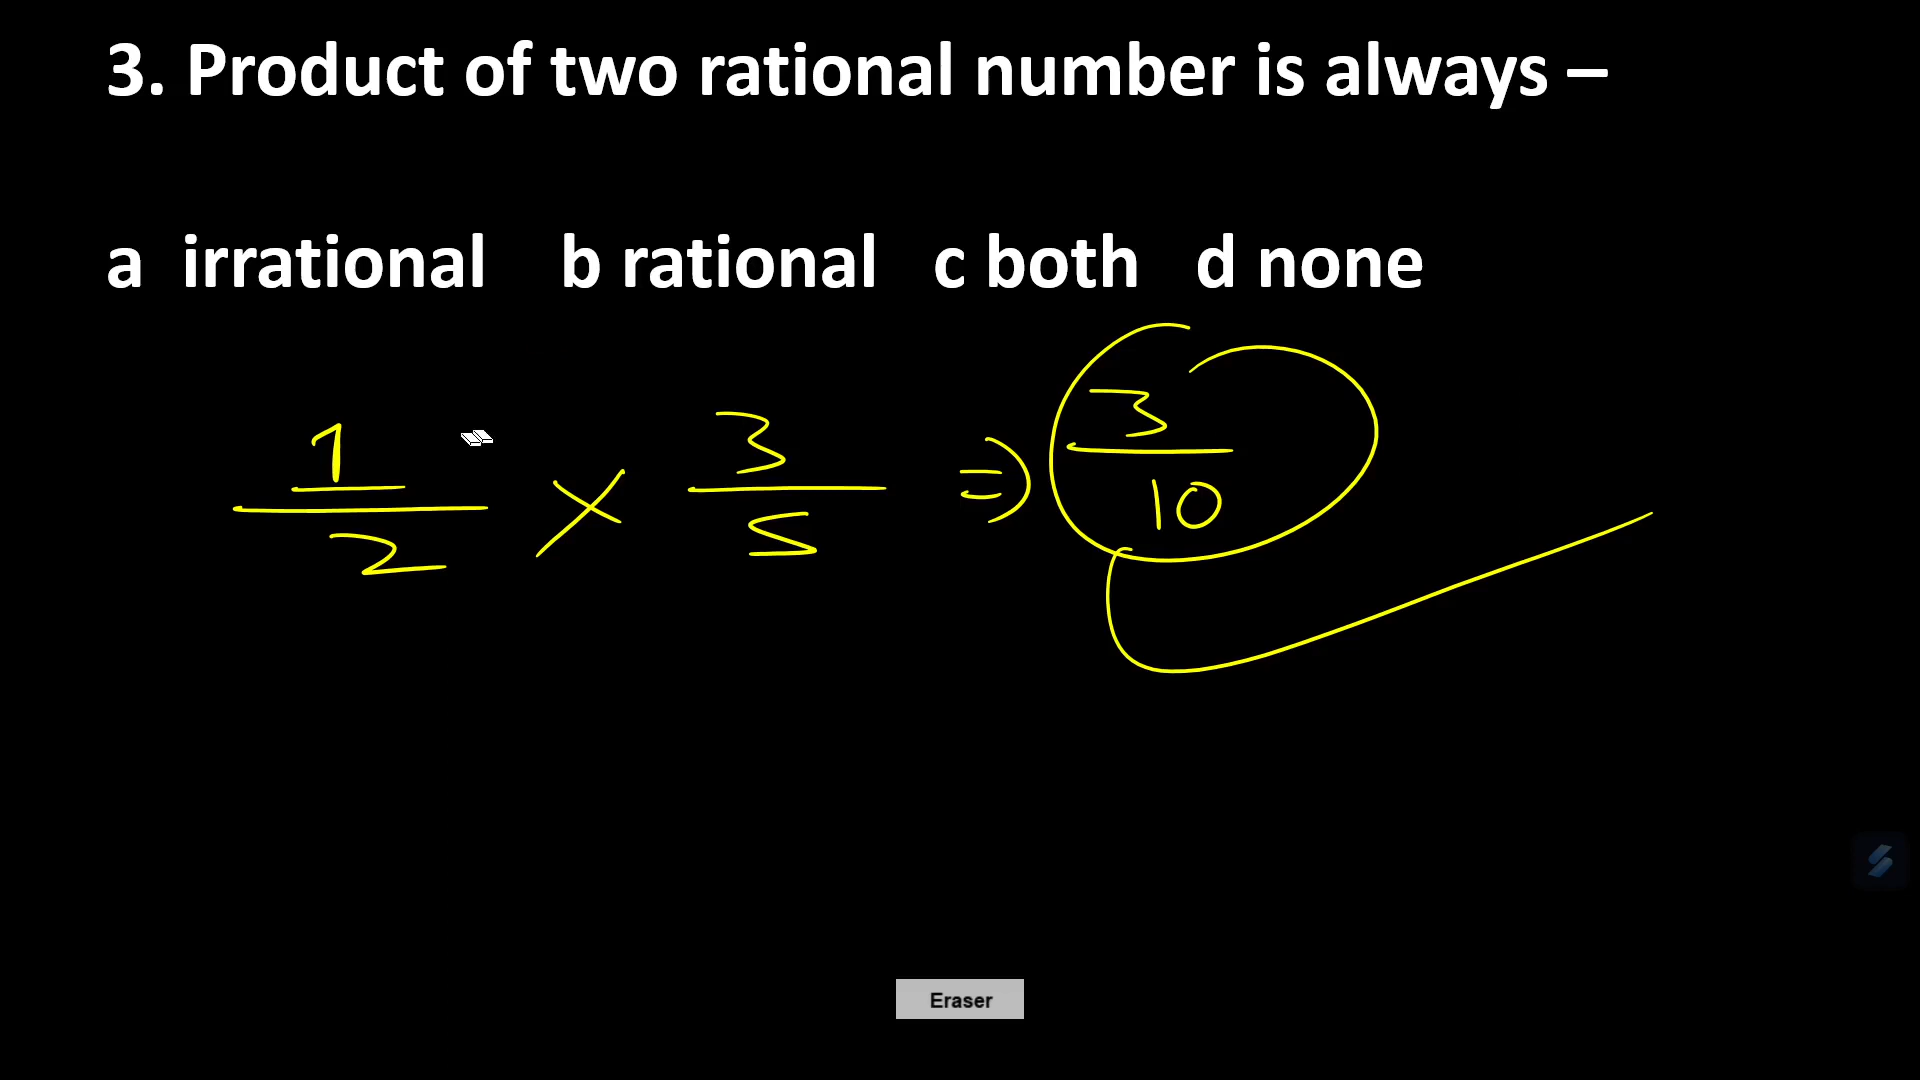 3. Product of two rational number is always –
a irrational b rational c both d none
1/2 × 3/5 ⇒ 3/10
Eraser